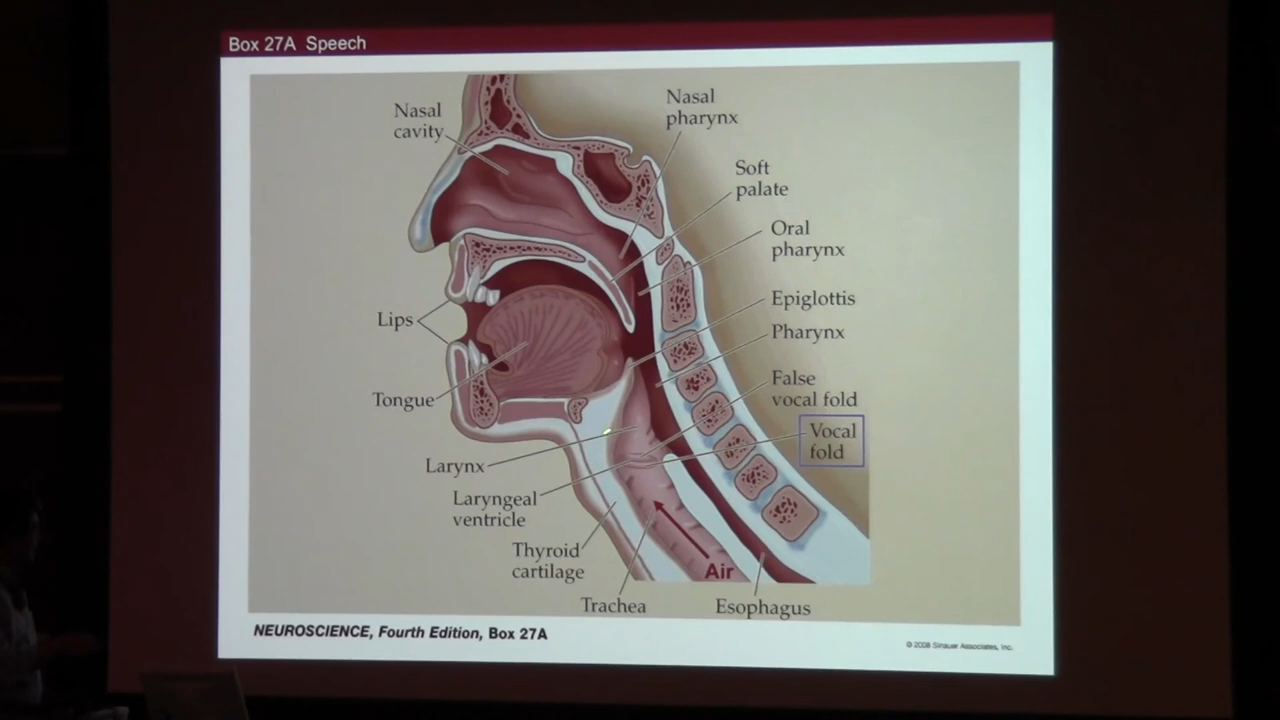 Box 27A Speech
Nasal
cavity
Nasal
pharynx
Soft
palate
Oral
pharynx
Epiglottis
Lips
Pharynx
False
vocal fold
Tongue
Vocal
fold
Larynx
Laryngeal
ventricle
Thyroid
cartilage
Air
Trachea
Esophagus
NEUROSCIENCE, Fourth Edition, Box 27A
© 2008 Sinauer Associates, Inc.